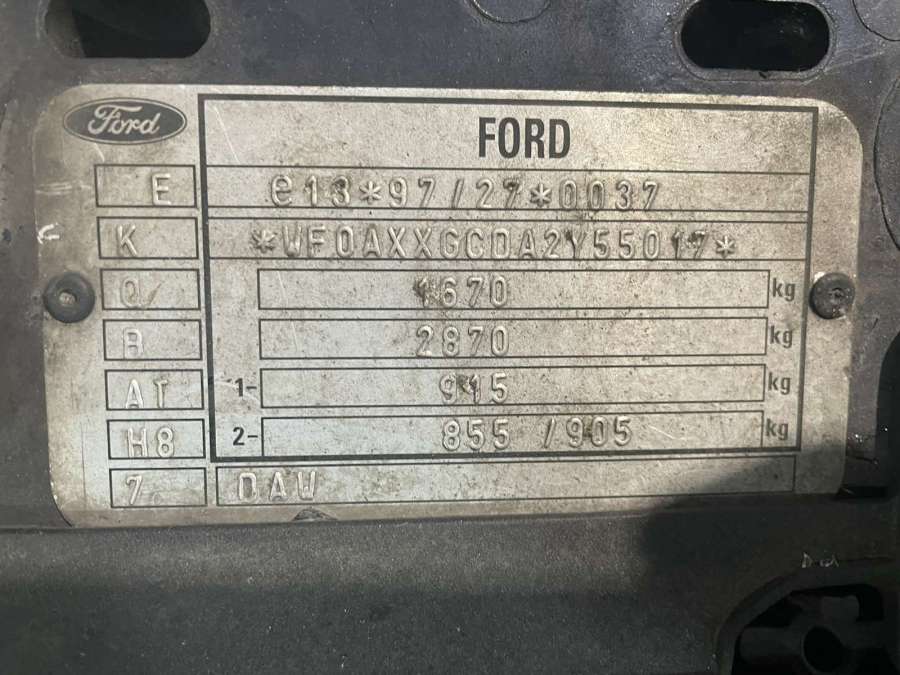 Ford
FORD
E e13*97/27*0037
K *WF0AXXGCDA2Y55017*
Q 1670 kg
B 2870 kg
AT 1- 915 kg
H8 2- 855 /905 kg
7 DAW